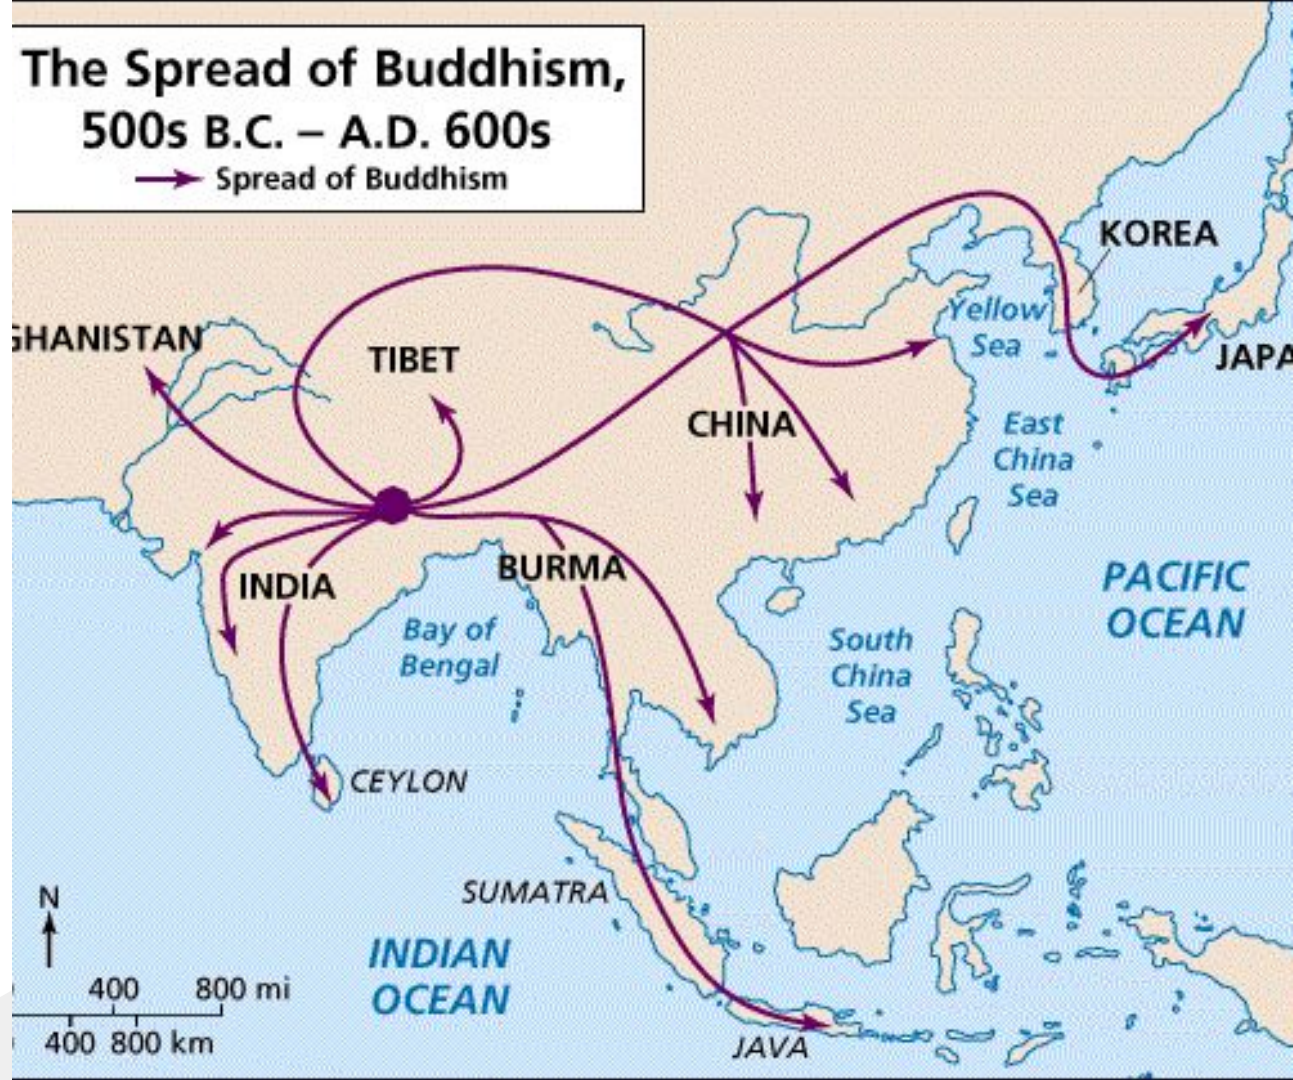 The Spread of Buddhism,
500s B.C. – A.D. 600s
Spread of Buddhism
KOREA
Yellow
Sea
GHANISTAN
TIBET
JAPA
CHINA
East
China
Sea
BURMA
INDIA
PACIFIC
OCEAN
Bay of
Bengal
South
China
Sea
CEYLON
SUMATRA
N
INDIAN
OCEAN
400 800 mi
400 800 km
JAVA